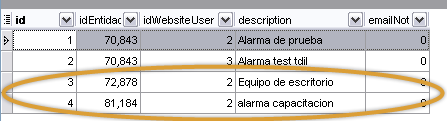 id idEntidac idWebsiteUser description emailNot
1 70,843 2 Alarma de prueba 0
2 70,843 3 Alarma test tdil 0
3 72,878 2 Equipo de escritorio 0
4 81,184 2 alarma capacitacion 0